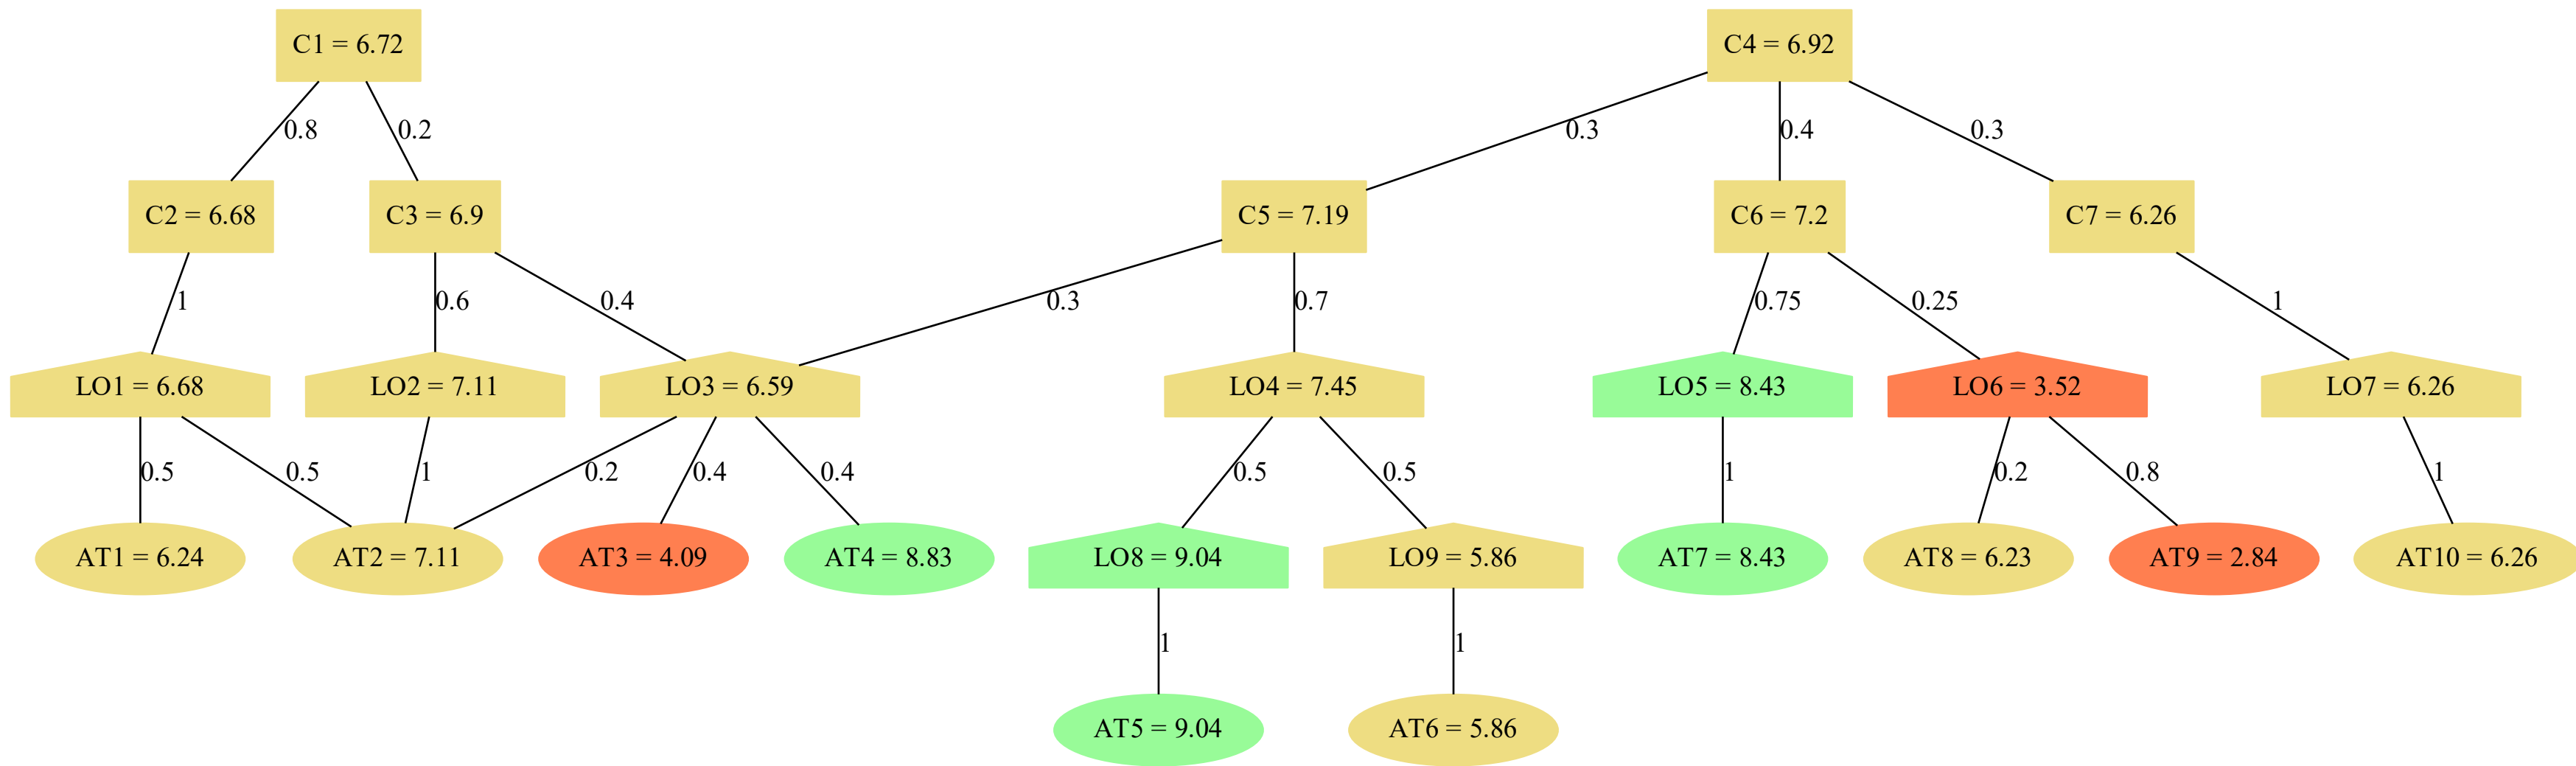 C1 = 6.72
C4 = 6.92
0.8
0.2
0.3
0.4
0.3
C2 = 6.68
C3 = 6.9
C5 = 7.19
C6 = 7.2
C7 = 6.26
1
0.6
0.4
0.3
0.7
0.75
0.25
1
LO1 = 6.68
LO2 = 7.11
LO3 = 6.59
LO4 = 7.45
LO5 = 8.43
LO6 = 3.52
LO7 = 6.26
0.5
0.5
1
0.2
0.4
0.4
0.5
0.5
1
0.2
0.8
1
AT1 = 6.24
AT2 = 7.11
AT3 = 4.09
AT4 = 8.83
LO8 = 9.04
LO9 = 5.86
AT7 = 8.43
AT8 = 6.23
AT9 = 2.84
AT10 = 6.26
1
1
AT5 = 9.04
AT6 = 5.86